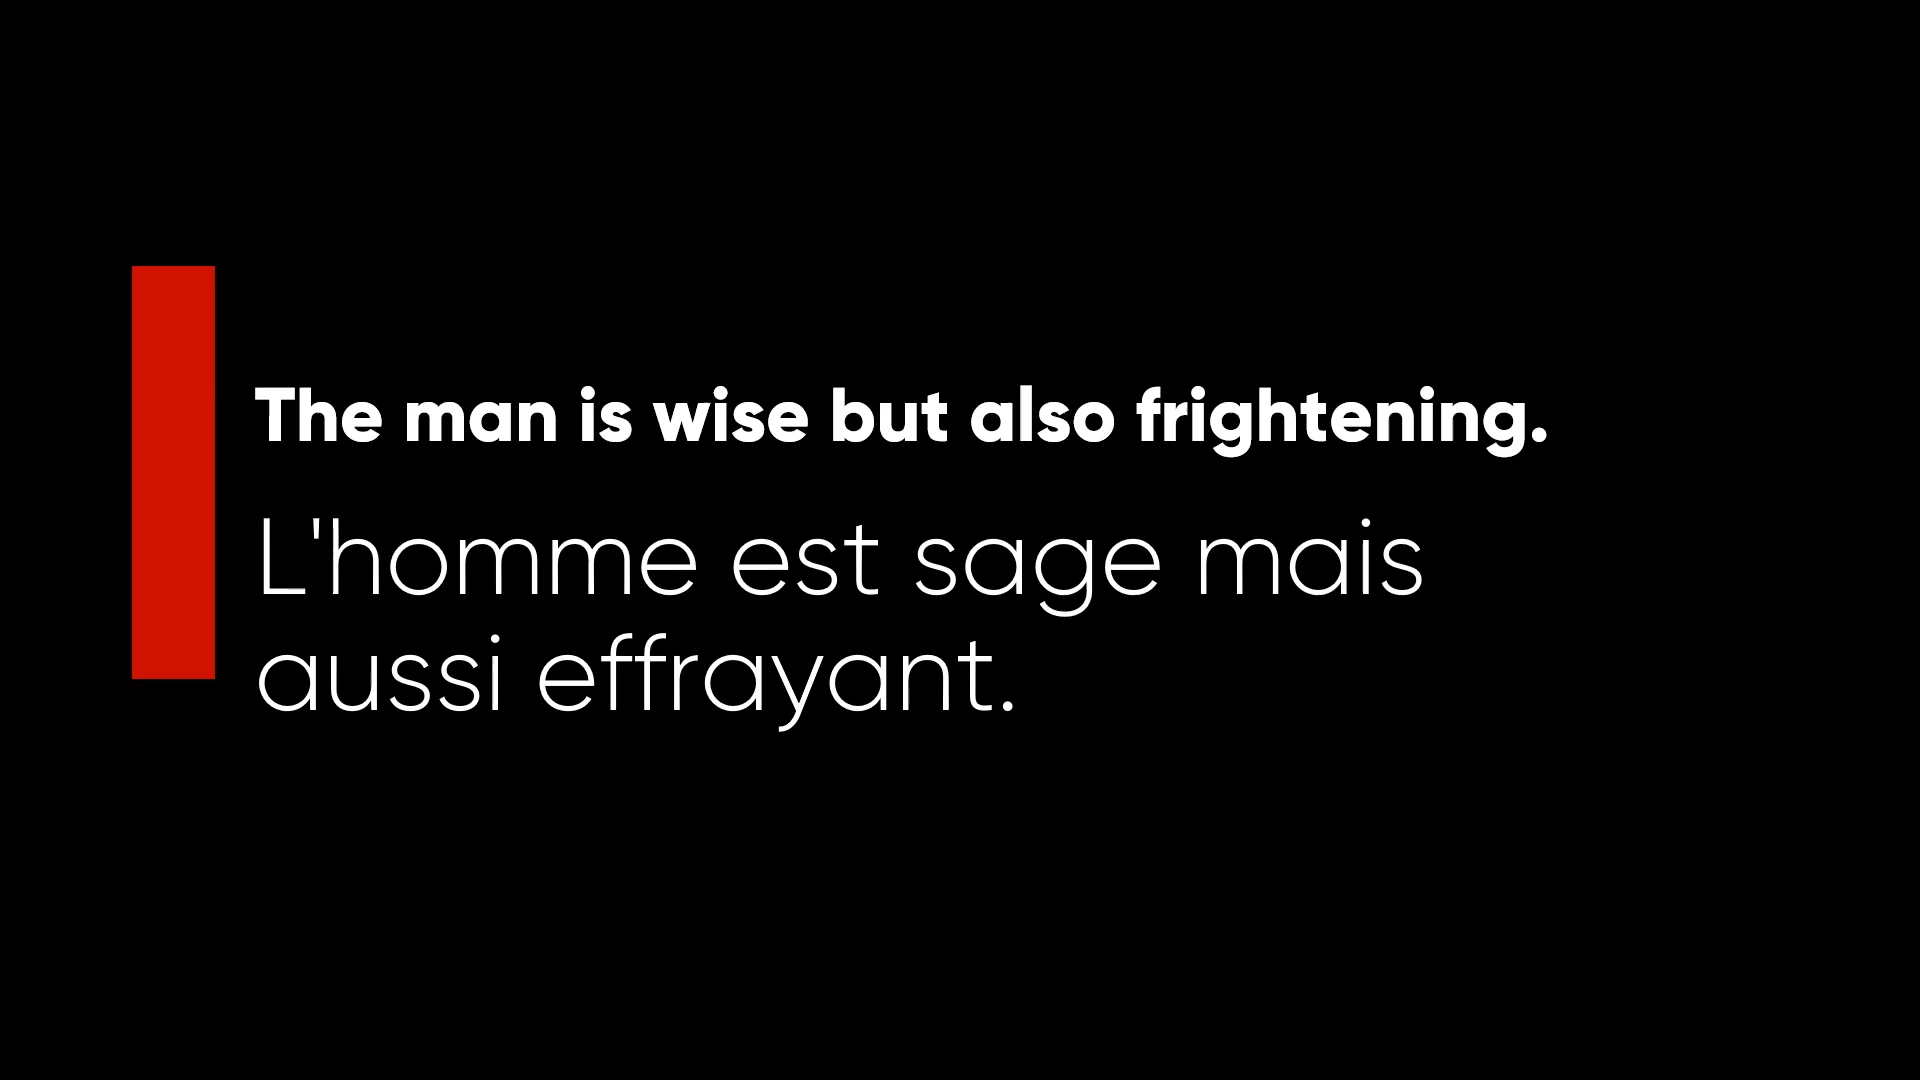 The man is wise but also frightening.
L'homme est sage mais
aussi effrayant.